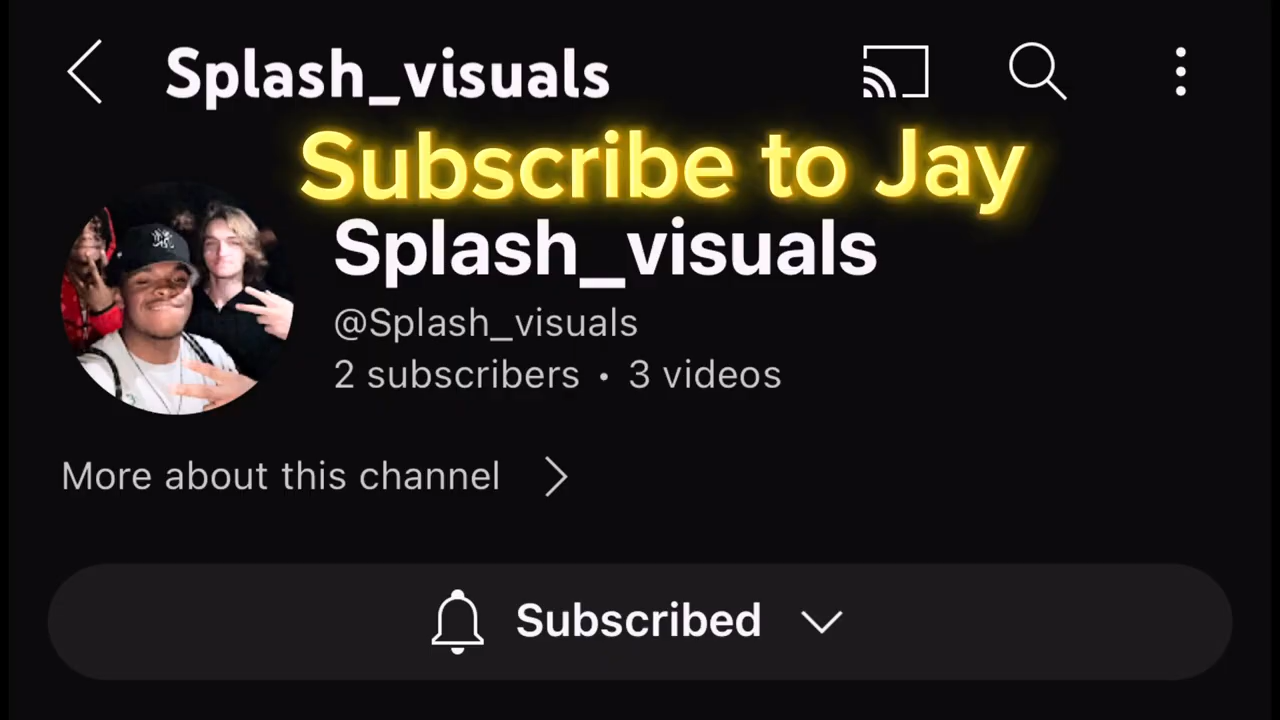 Splash_visuals
Subscribe to Jay
Splash_visuals
@Splash_visuals
2 subscribers • 3 videos
More about this channel
Subscribed